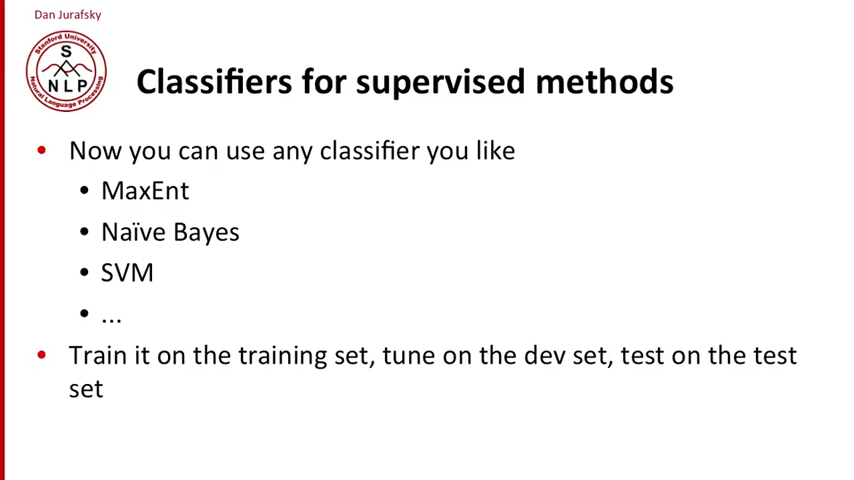 Dan Jurafsky
Stanford University
S
NLP
Natural Language Processing
Classifiers for supervised methods
• Now you can use any classifier you like
• MaxEnt
• Naïve Bayes
• SVM
• ...
• Train it on the training set, tune on the dev set, test on the test
set